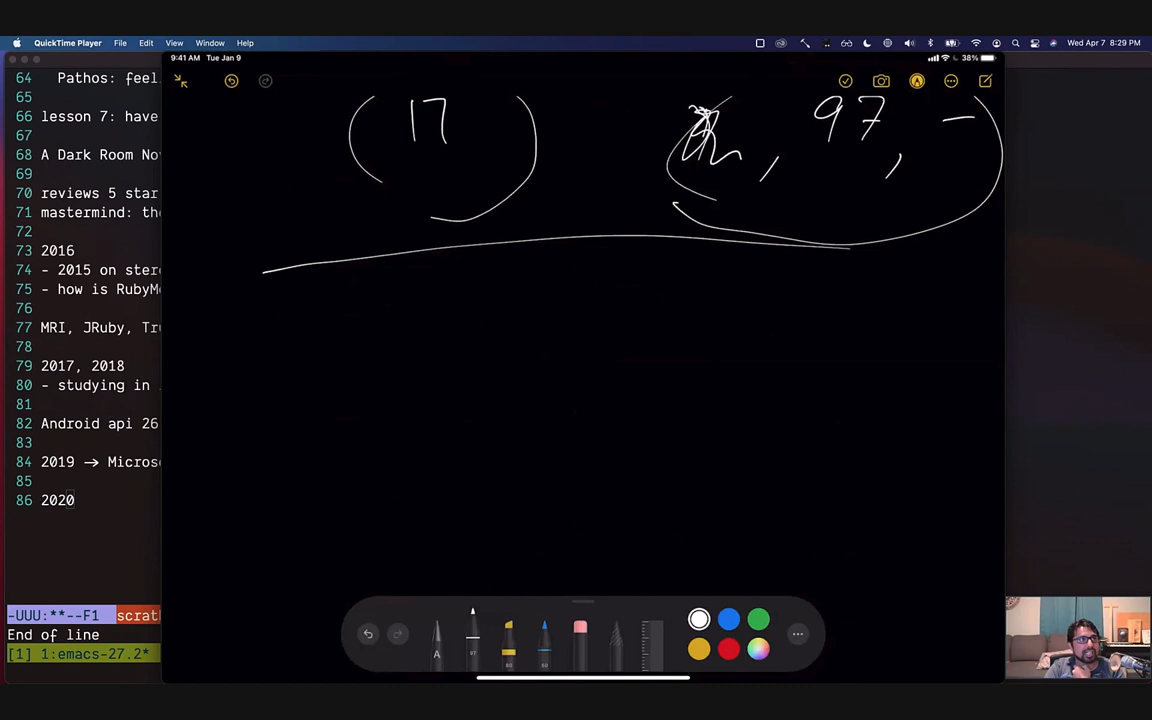 QuickTime Player File Edit View Window Help Wed Apr 7 8:29 PM
9:41 AM Tue Jan 9 38%
64 Pathos: feel
65
66 lesson 7: have
67
68 A Dark Room No
69
70 reviews 5 star
71 mastermind: th
72
73 2016
74 - 2015 on ster
75 - how is RubyM
76
77 MRI, JRuby, Tr
78
79 2017, 2018
80 - studying in
81
82 Android api 26
83
84 2019 → Micros
85
86 2020
-UUU:**--F1 scrat
End of line
[1] 1:emacs-27.2*
( 17 )
, 97, -
A
97
80
50